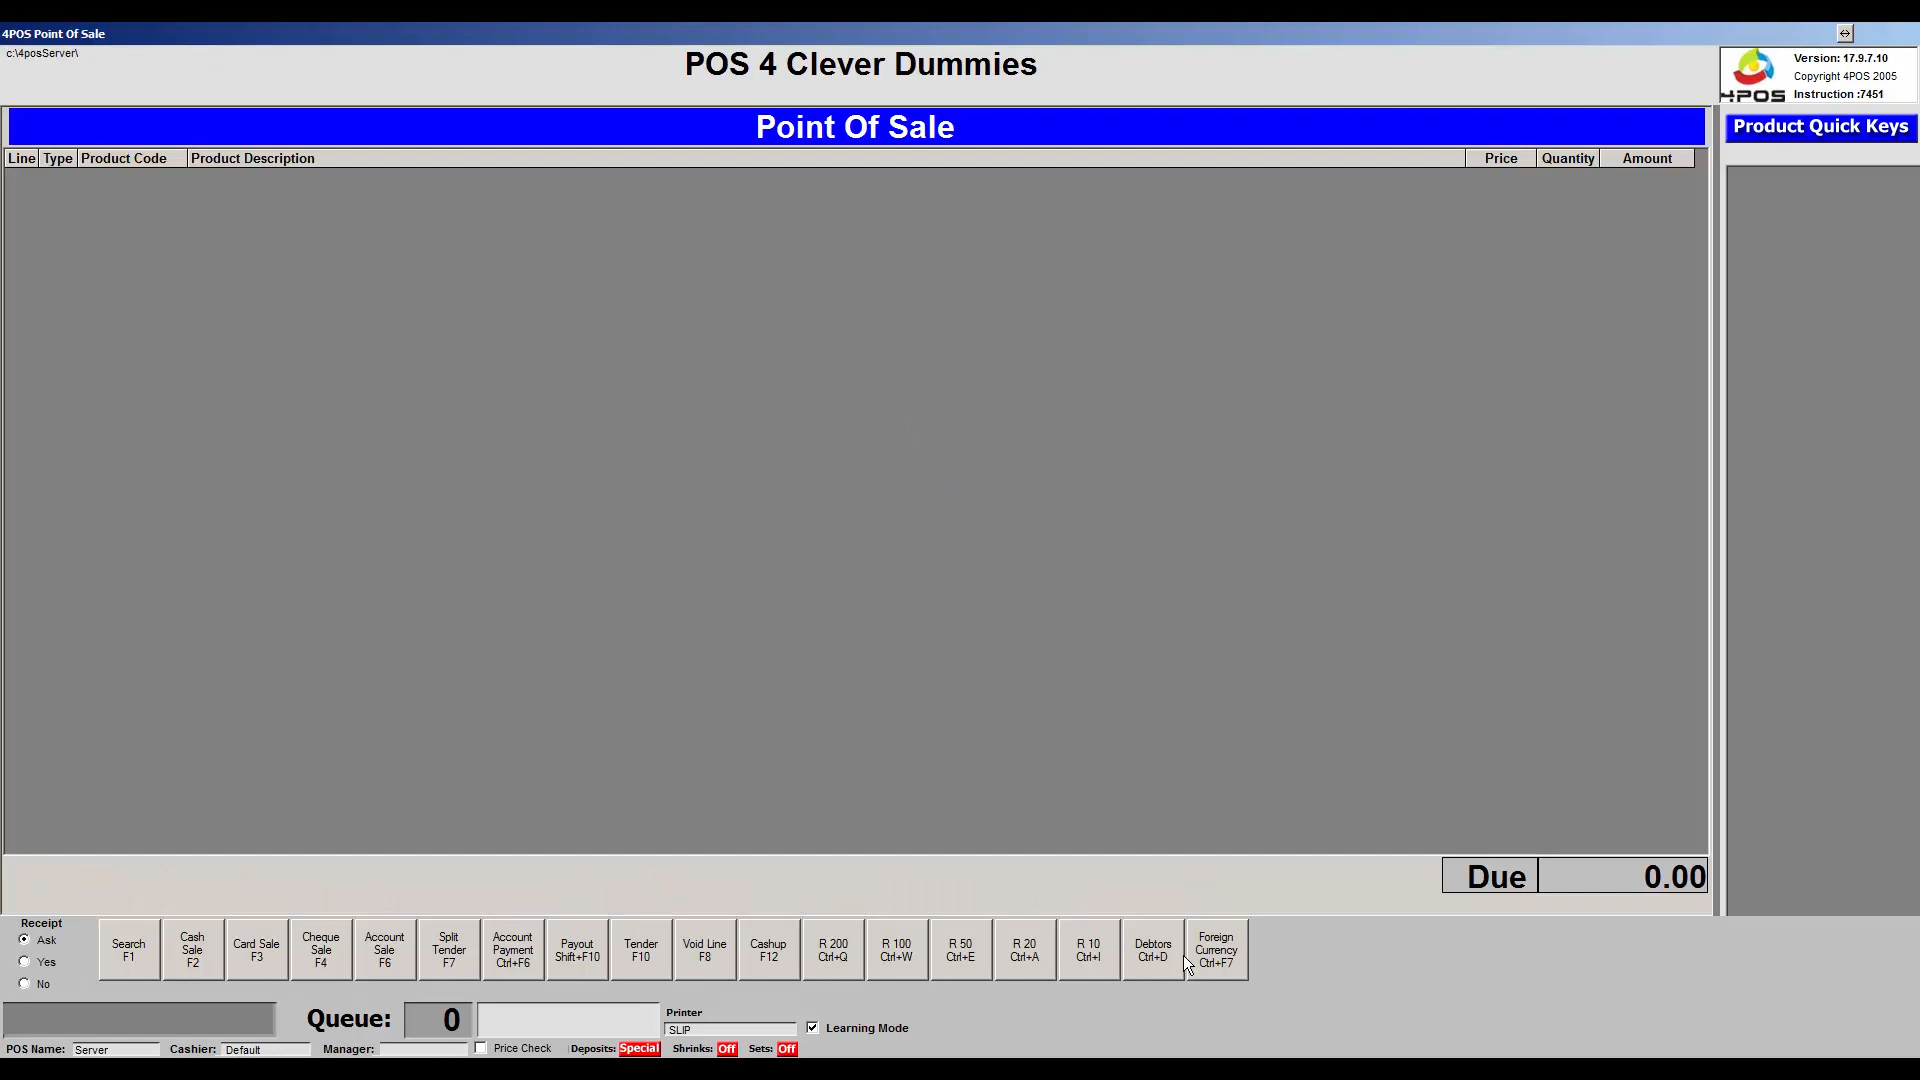 4POS Point Of Sale
c:\4posServer\
POS 4 Clever Dummies
4POS
Version: 17.9.7.10
Copyright 4POS 2005
Instruction :7451
Point Of Sale
Product Quick Keys
Line Type Product Code Product Description Price Quantity Amount
Due 0.00
Receipt
Ask
Yes
No
Search
F1
Cash
Sale
F2
Card Sale
F3
Cheque
Sale
F4
Account
Sale
F6
Split
Tender
F7
Account
Payment
Ctrl+F6
Payout
Shift+F10
Tender
F10
Void Line
F8
Cashup
F12
R 200
Ctrl+Q
R 100
Ctrl+W
R 50
Ctrl+E
R 20
Ctrl+A
R 10
Ctrl+I
Debtors
Ctrl+D
Foreign
Currency
Ctrl+F7
Queue: 0
Printer
SLIP
Learning Mode
POS Name: Server Cashier: Default Manager: Price Check Deposits: Special Shrinks: Off Sets: Off